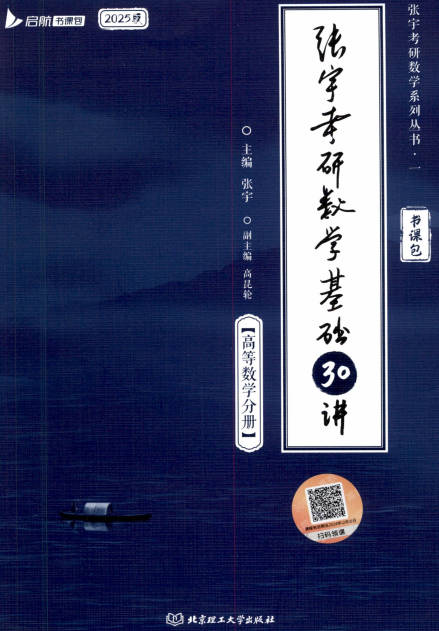 启航书课包
2025版
张宇考研数学系列丛书·一
书课包
张宇考研数学基础30讲
主编 张宇
副主编 高昆轮
【高等数学分册】
扫码领课
北京理工大学出版社